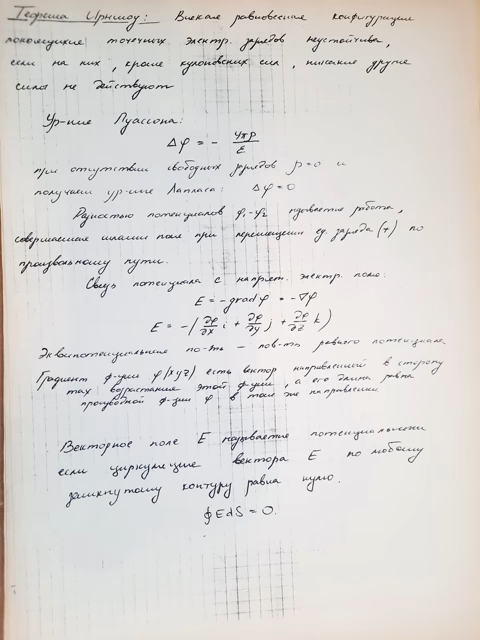 Теорема Ирншоу: Всякая равновесная конфигурация
покоящихся точечных электр. зарядов неустойчива,
если на них, кроме кулоновских сил, никакие другие
силы не действуют
Ур-ние Пуассона:
Δφ = - 4πρ/ε
при отсутствии свободных зарядов ρ=0 и
получаем ур-ние Лапласа: Δφ=0
Разностью потенциалов φ₁-φ₂ называется работа,
совершаемая силами поля при перемещении ед. заряда (+) по
произвольному пути.
Связь потенциала с напряж. электр. поля:
E = -grad φ = -∇φ
E = -(∂φ/∂x i + ∂φ/∂y j + ∂φ/∂z k)
Эквипотенциальная по-ть — пов-ть равного потенциала
Градиент ф-ции φ(xyz) есть вектор направленный в сторону
max возрастания этой ф-ции, а его длина равна
производной ф-ции φ в том же направлении
Векторное поле E называется потенциальным
если циркуляция вектора E по любому
замкнутому контуру равна нулю.
∮EdS = 0.